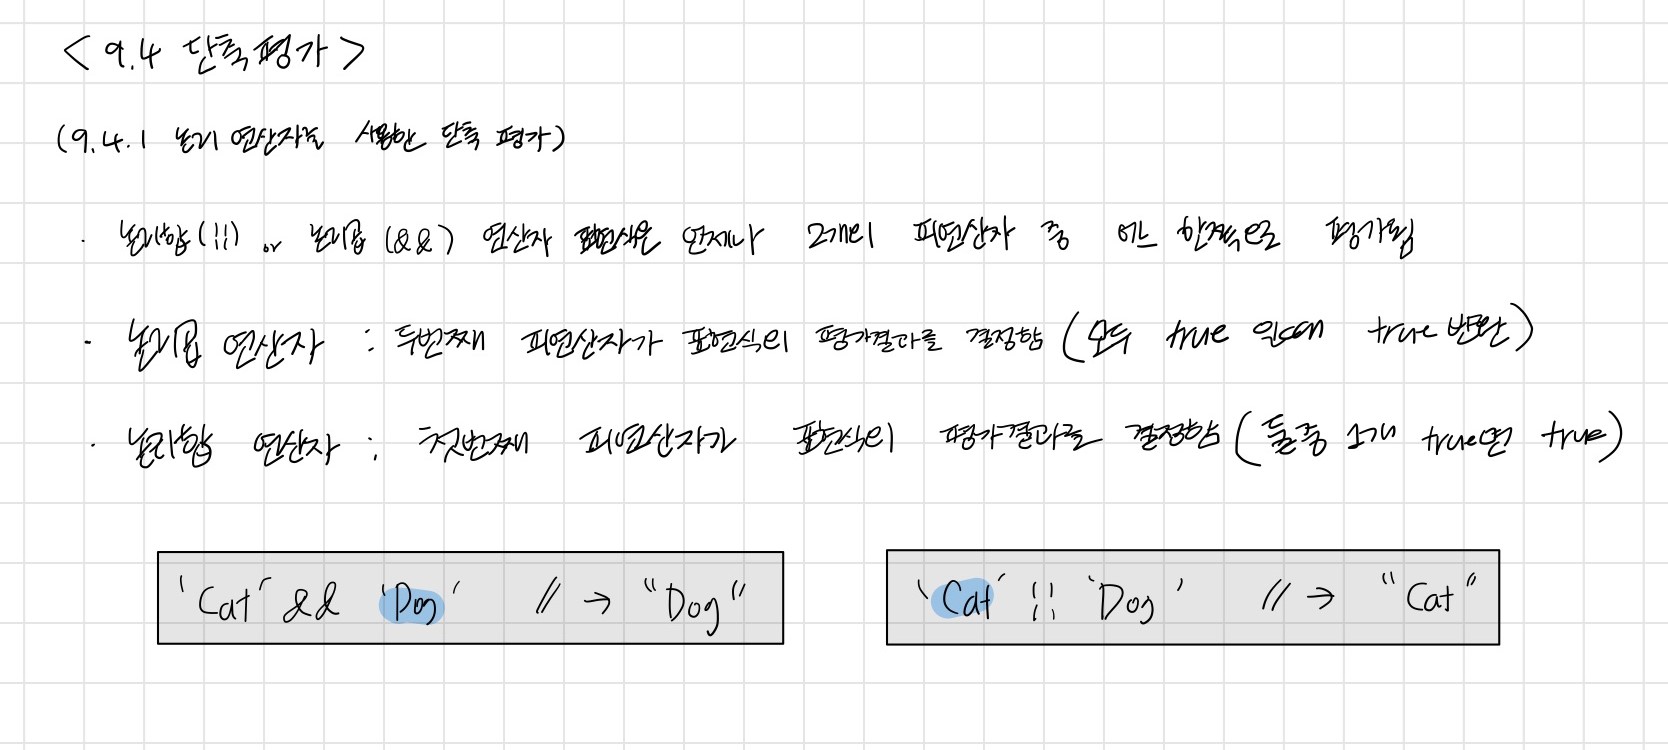 < 9.4 단축평가 >
(9.4.1 논리 연산자를 사용한 단축 평가)
· 논리합(||) or 논리곱(&&) 연산자 표현식은 언제나 2개의 피연산자 중 어느 한쪽으로 평가됨
· 논리곱 연산자 : 두번째 피연산자가 표현식의 평가결과를 결정함 (모두 true 일때 true 반환)
· 논리합 연산자 : 첫번째 피연산자가 표현식의 평가결과를 결정함 (둘중 1개 true면 true)
'Cat' && 'Dog' // → "Dog"
'Cat' || 'Dog' // → "Cat"